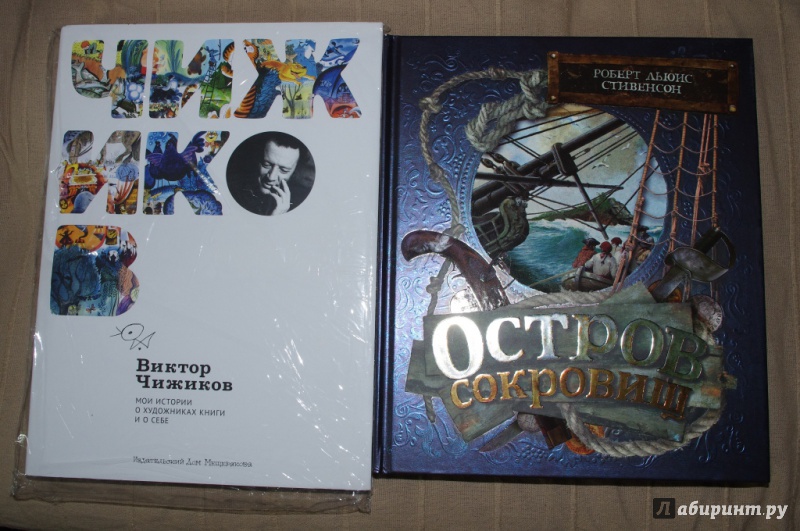 ЧИЖ
ИКО
В
Виктор
Чижиков
МОИ ИСТОРИИ
О ХУДОЖНИКАХ КНИГИ
И О СЕБЕ
Издательский Дом Мещерякова
РОБЕРТ ЛЬЮИС
СТИВЕНСОН
ОСТРОВ
СОКРОВИЩ
Лабиринт.ру